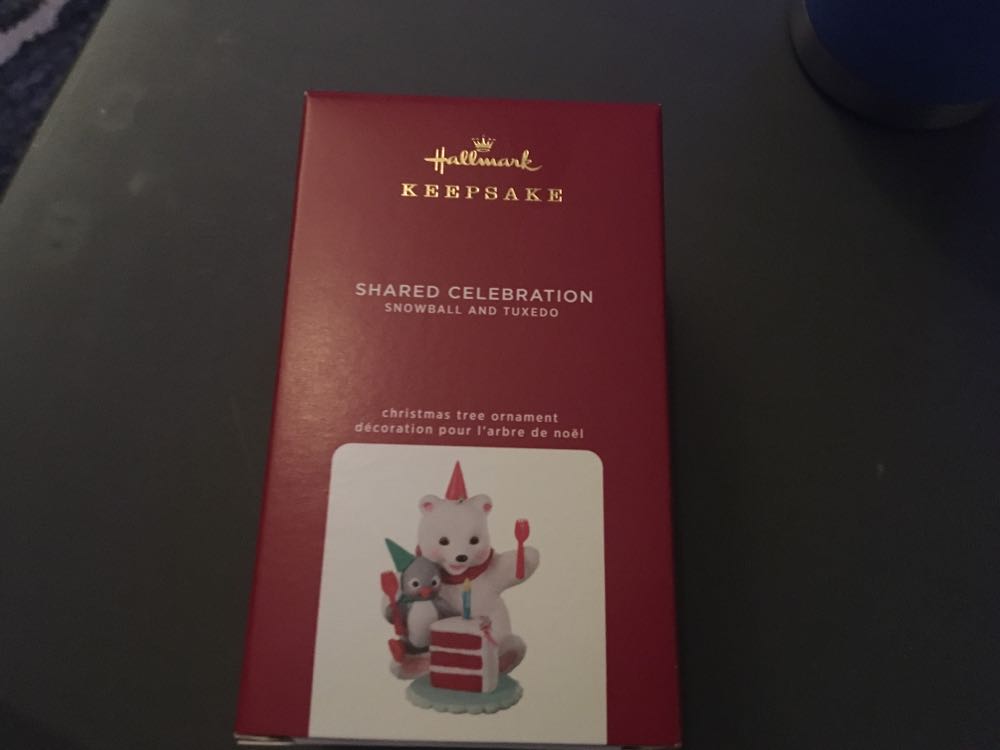 Hallmark
KEEPSAKE
SHARED CELEBRATION
SNOWBALL AND TUXEDO
christmas tree ornament
décoration pour l'arbre de noël